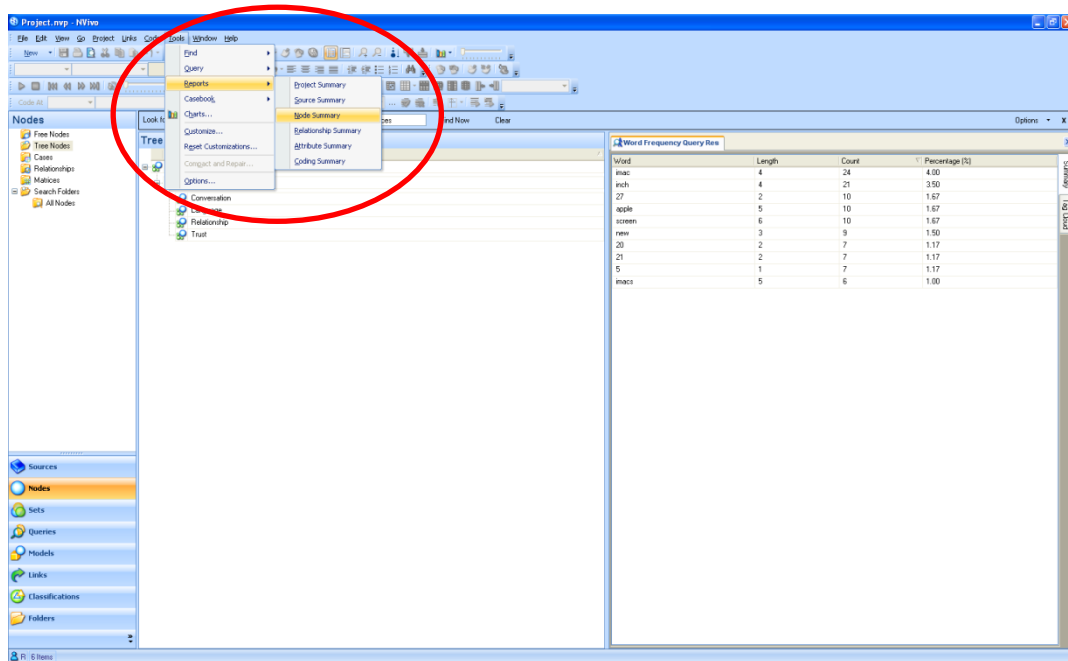 Project.nvp - NVivo
File Edit View Go Project Links Code Tools Window Help
New
Code At
Find
Query
Reports
Casebook
Charts...
Customize...
Reset Customizations...
Compact and Repair...
Options...
Project Summary
Source Summary
Node Summary
Relationship Summary
Attribute Summary
Coding Summary
Nodes
Free Nodes
Tree Nodes
Cases
Relationships
Matrices
Search Folders
All Nodes
Find Now Clear Options
Tree
Conversation
Relationship
Trust
Word Frequency Query Res
Word Length Count Percentage (%)
imac 4 24 4.00
inch 4 21 3.50
27 2 10 1.67
apple 5 10 1.67
screen 6 10 1.67
new 3 9 1.50
20 2 7 1.17
21 2 7 1.17
5 1 7 1.17
imacs 5 6 1.00
Summary
Tag Cloud
Sources
Nodes
Sets
Queries
Models
Links
Classifications
Folders
R 6 Items